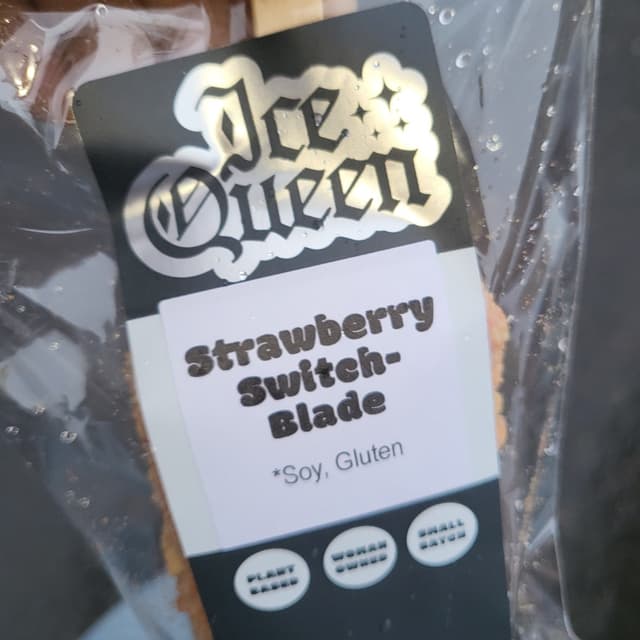 Ice
Queen
Strawberry
Switch-
Blade
*Soy, Gluten
PLANT
BASED
WOMAN
OWNED
SMALL
BATCH